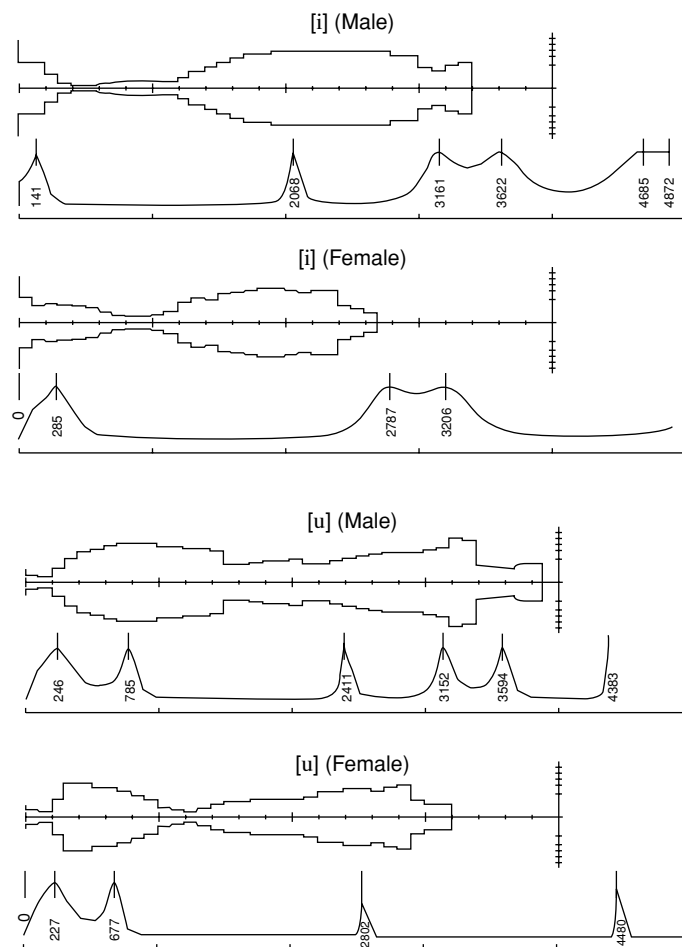 [i] (Male)
141 2068 3161 3622 4685 4872
[i] (Female)
0 285 2787 3206
[u] (Male)
246 785 2411 3152 3594 4383
[u] (Female)
0 227 677 2802 4480